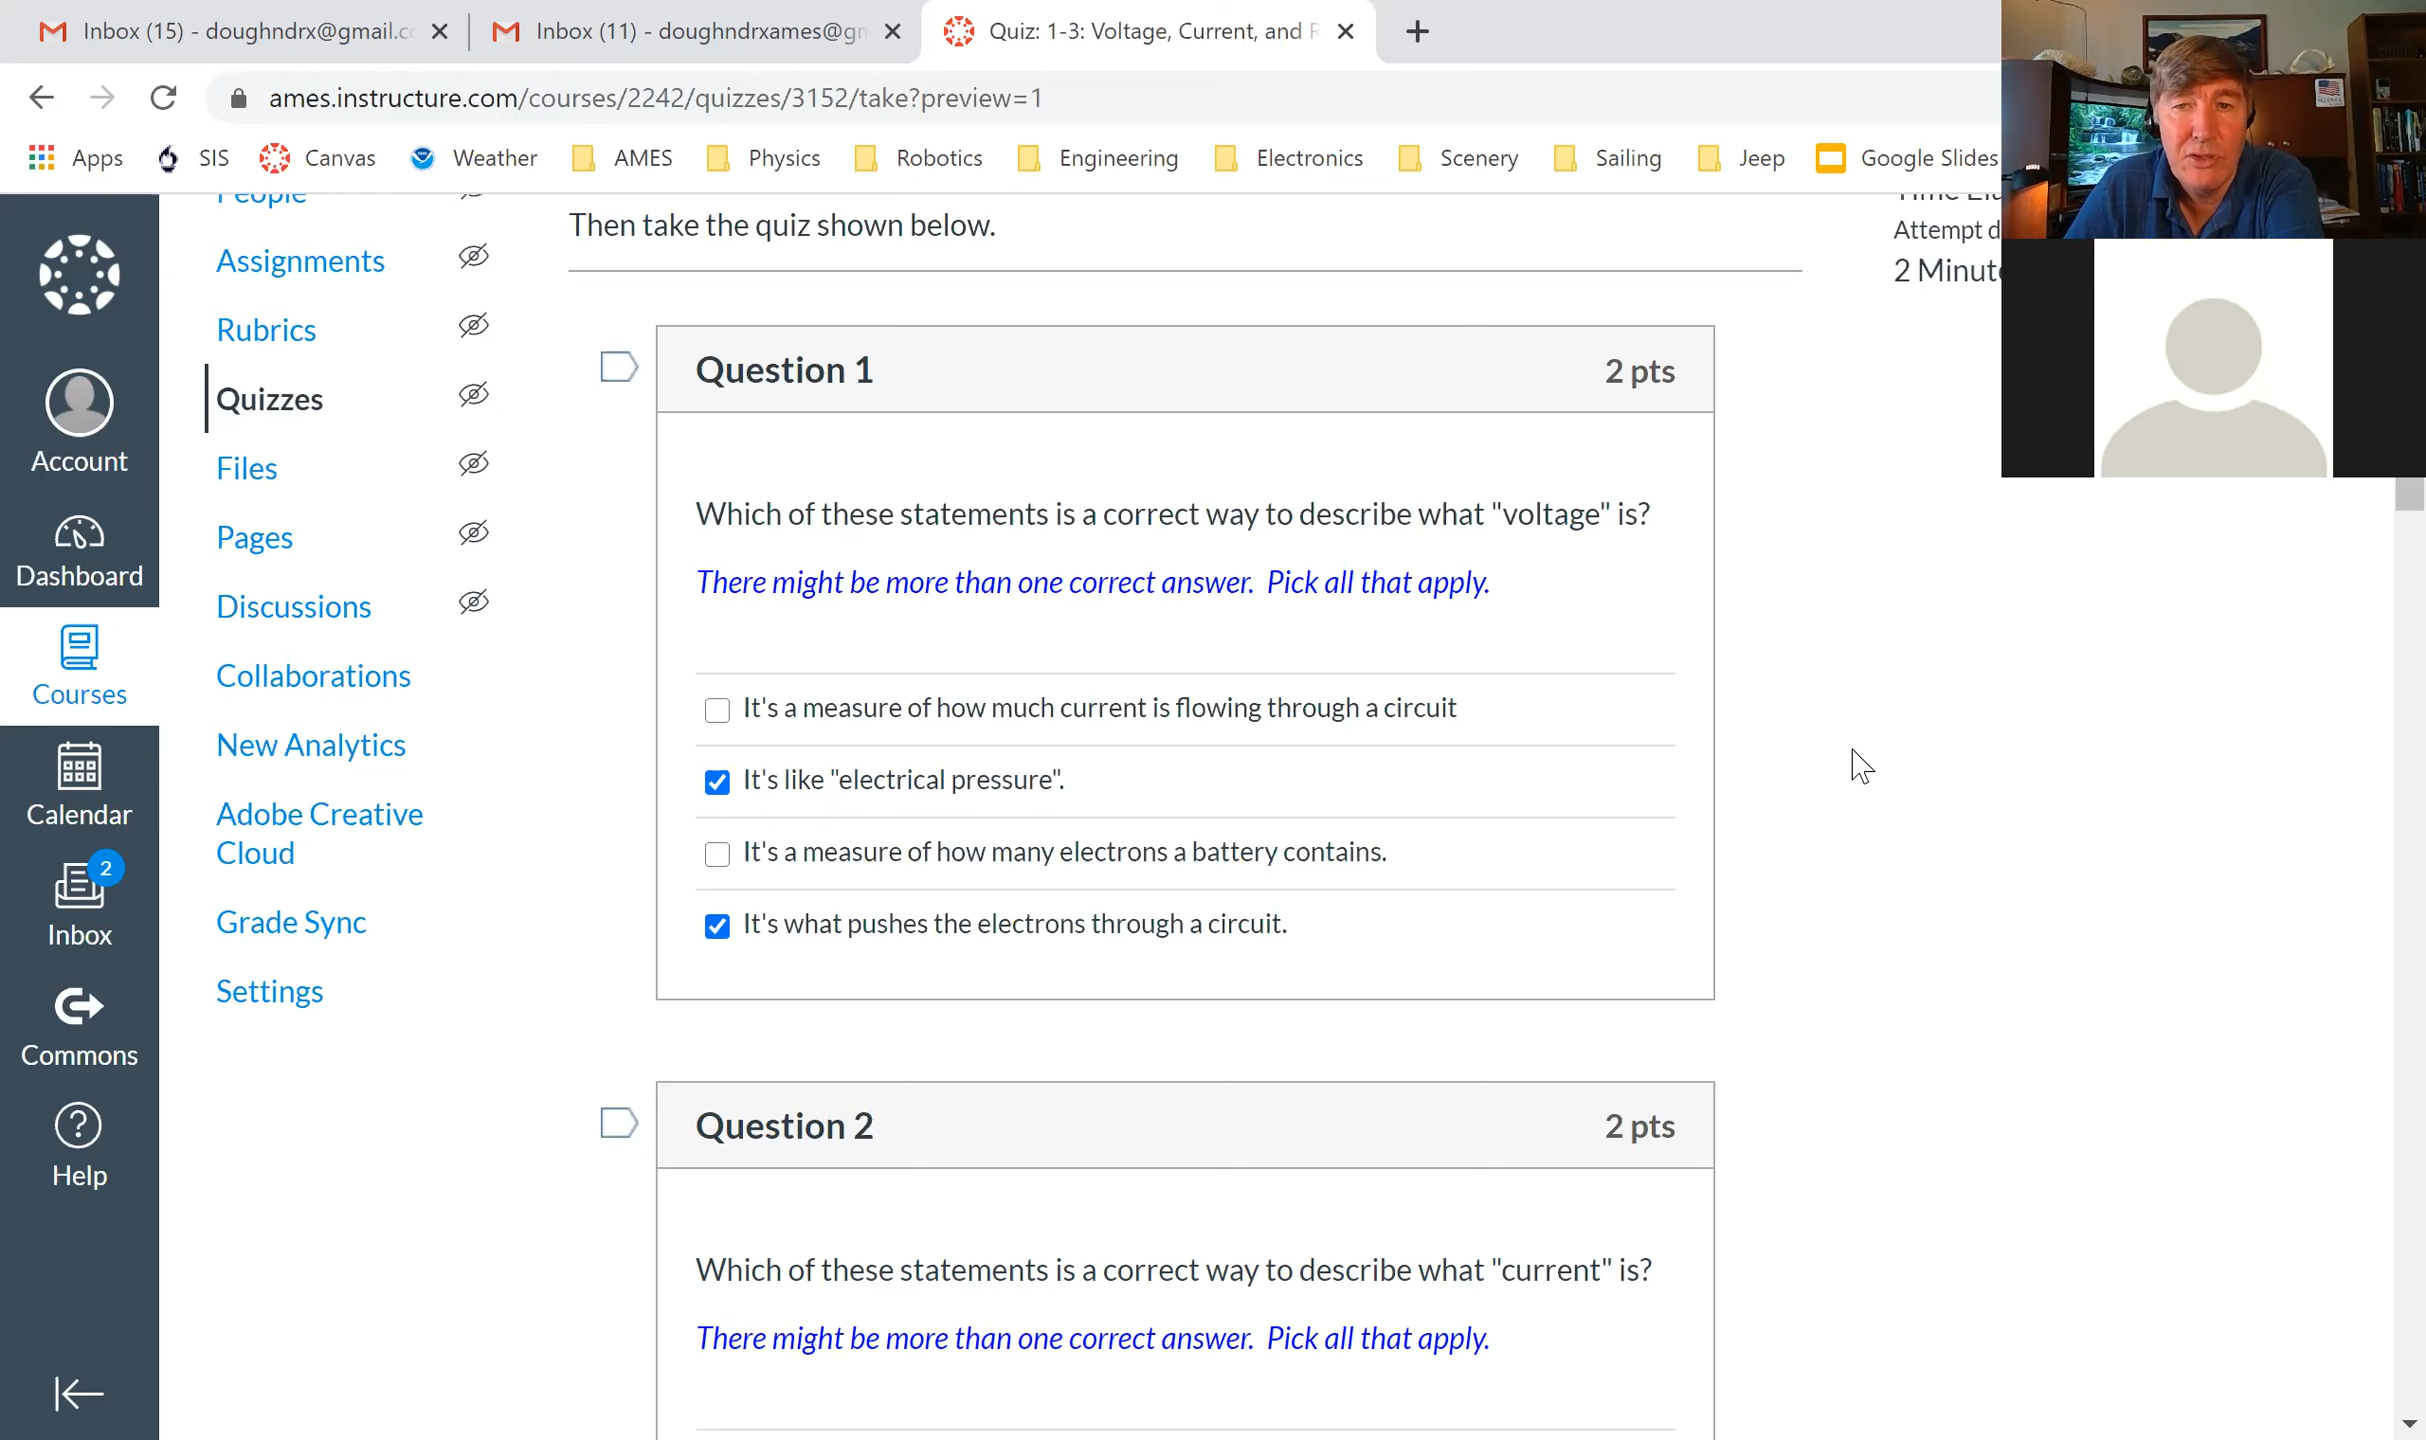 Inbox (15) - doughndrx@gmail.c
Inbox (11) - doughndrxames@gm
Quiz: 1-3: Voltage, Current, and R
ames.instructure.com/courses/2242/quizzes/3152/take?preview=1
Apps
SIS
Canvas
Weather
AMES
Physics
Robotics
Engineering
Electronics
Scenery
Sailing
Jeep
Google Slides
People
Assignments
Rubrics
Quizzes
Files
Pages
Discussions
Collaborations
New Analytics
Adobe Creative
Cloud
Grade Sync
Settings
Account
Dashboard
Courses
Calendar
2
Inbox
Commons
?
Help
Then take the quiz shown below.
Attempt d
2 Minut
Question 1
2 pts
Which of these statements is a correct way to describe what "voltage" is?
There might be more than one correct answer. Pick all that apply.
It's a measure of how much current is flowing through a circuit
It's like "electrical pressure".
It's a measure of how many electrons a battery contains.
It's what pushes the electrons through a circuit.
Question 2
2 pts
Which of these statements is a correct way to describe what "current" is?
There might be more than one correct answer. Pick all that apply.